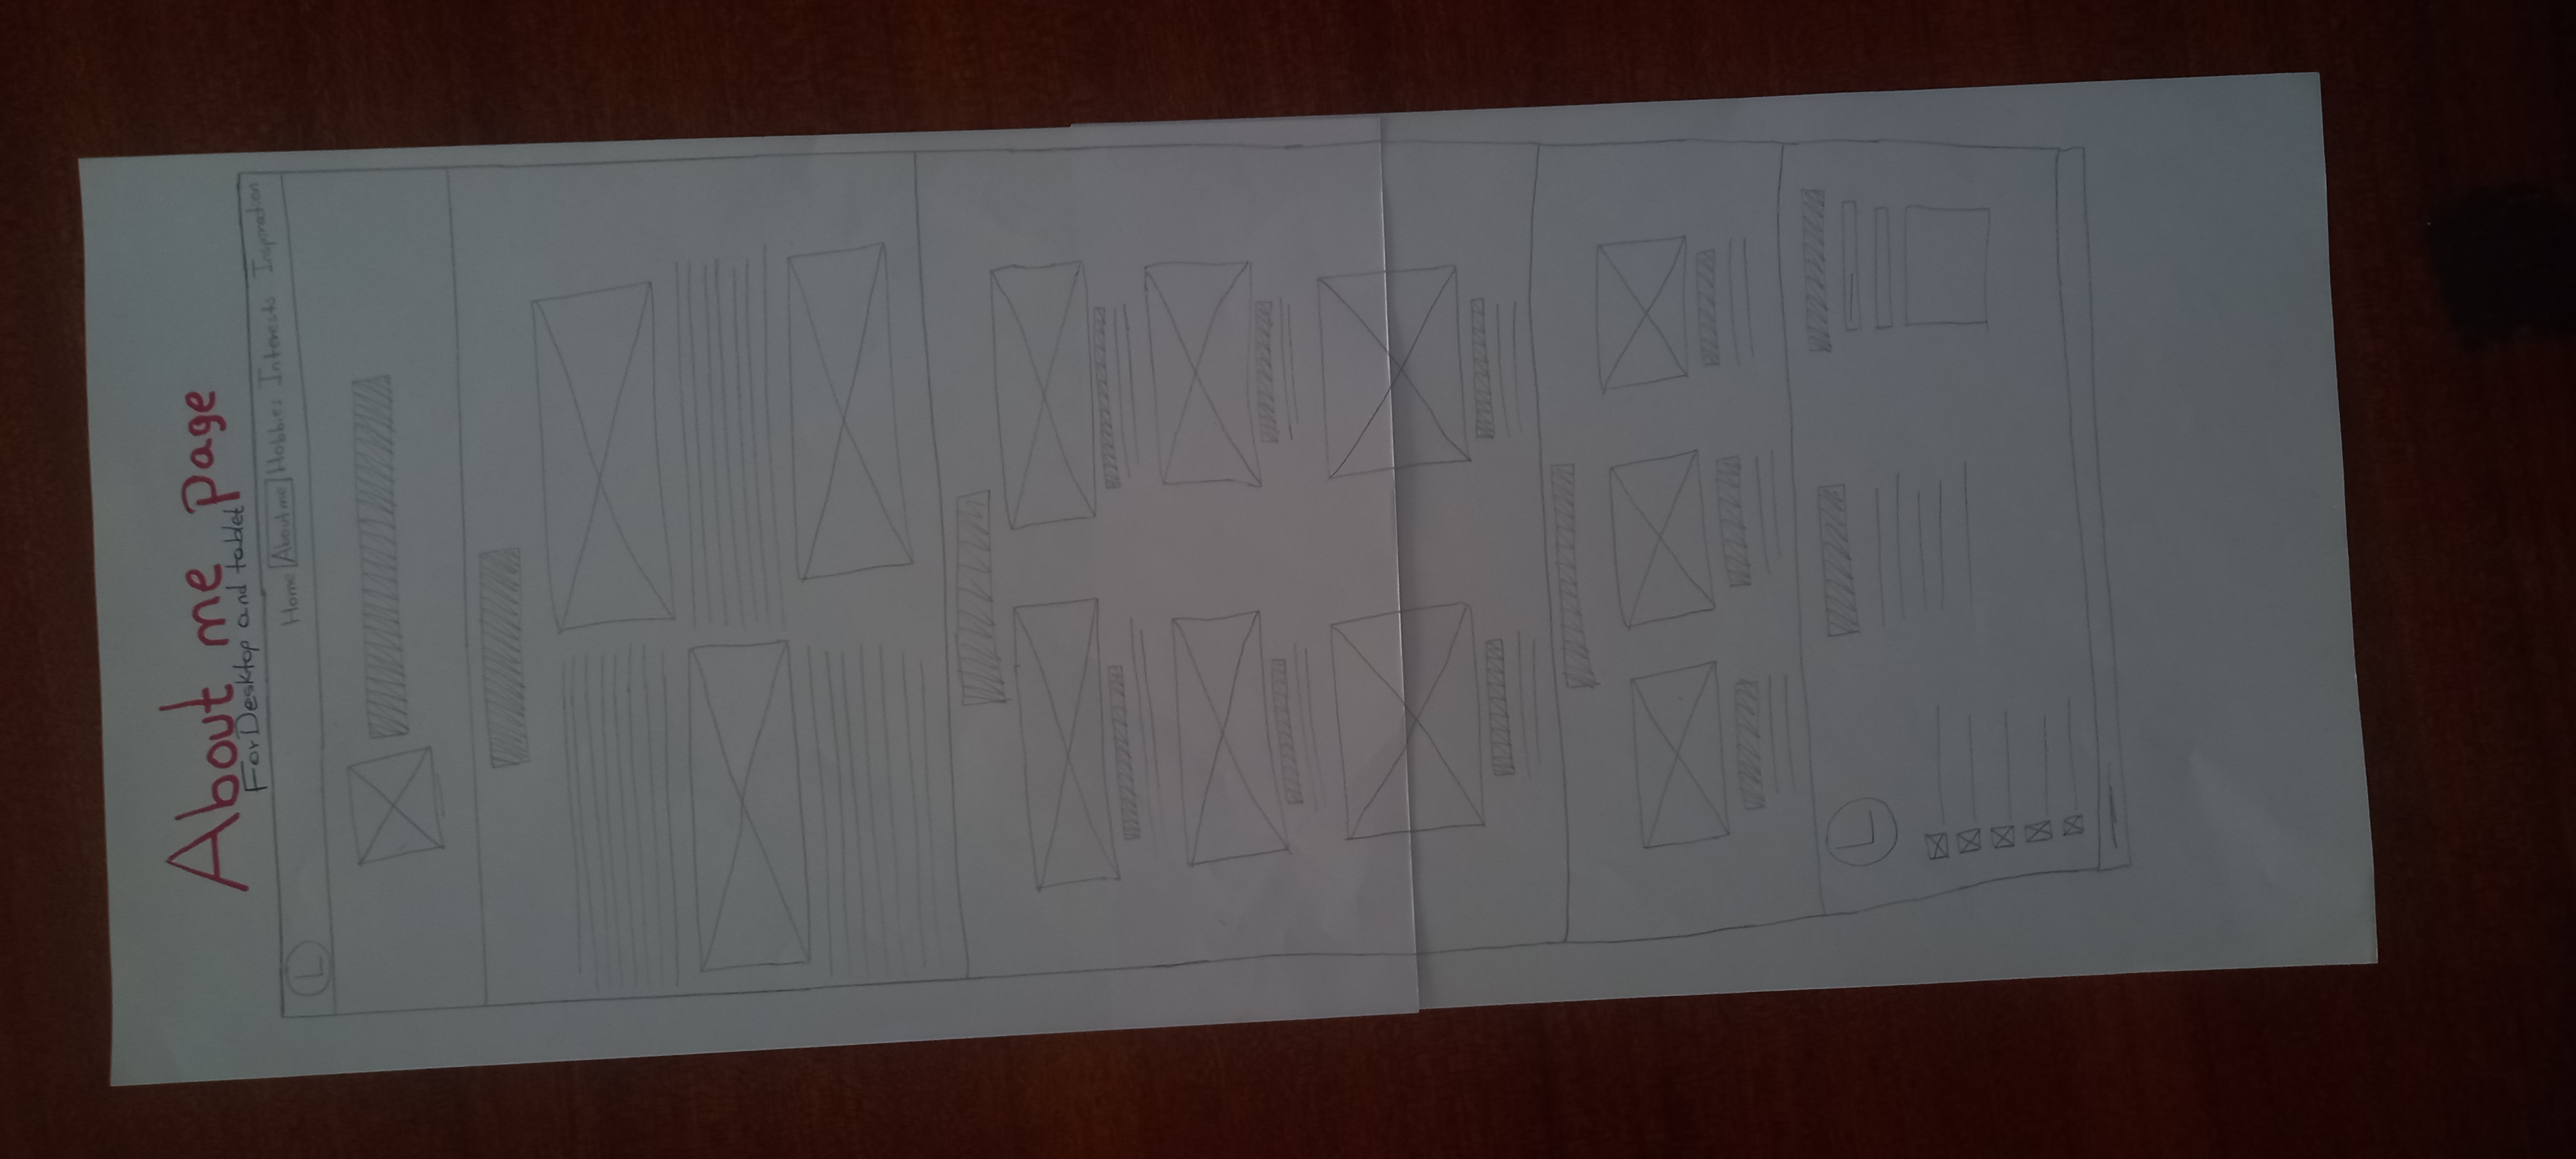 About me page
For Desktop and tablet
L
Home About me Hobbies Interests Inspiration
L